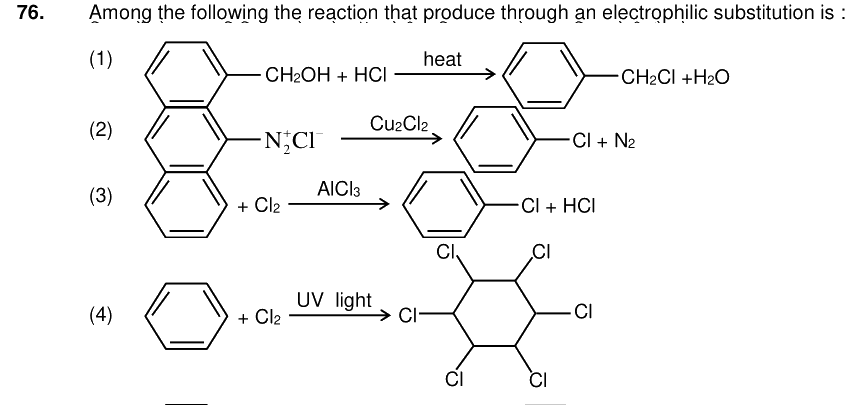 76. Among the following the reaction that produce through an electrophilic substitution is :
(1) CH₂OH + HCl heat CH₂Cl +H₂O
(2) N₂⁺Cl⁻ Cu₂Cl₂ Cl + N₂
(3) + Cl₂ AlCl₃ Cl + HCl
(4) + Cl₂ UV light Cl Cl Cl Cl Cl Cl